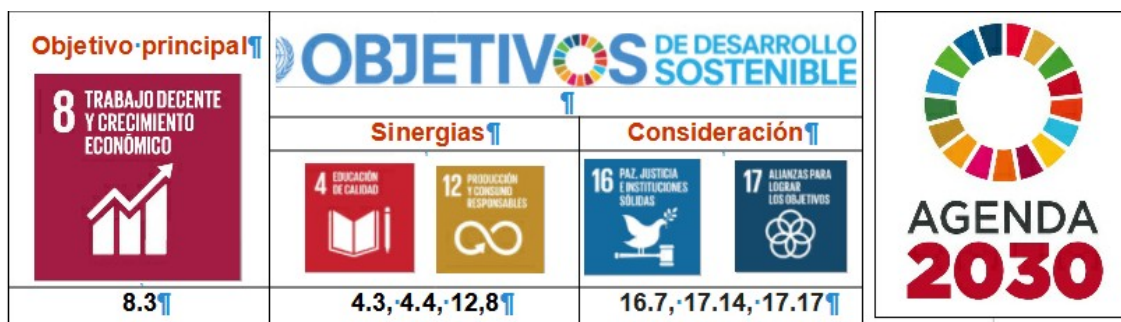 Objetivo·principal¶
8 TRABAJO DECENTE
Y CRECIMIENTO
ECONÓMICO
OBJETIVOS DE DESARROLLO
SOSTENIBLE
¶
Sinergias¶
Consideración¶
4 EDUCACIÓN
DE CALIDAD
12 PRODUCCIÓN
Y CONSUMO
RESPONSABLES
16 PAZ, JUSTICIA
E INSTITUCIONES
SÓLIDAS
17 ALIANZAS PARA
LOGRAR
LOS OBJETIVOS
8.3¶
4.3,·4.4,·12,8¶
16.7,·17.14,·17.17¶
AGENDA
2030